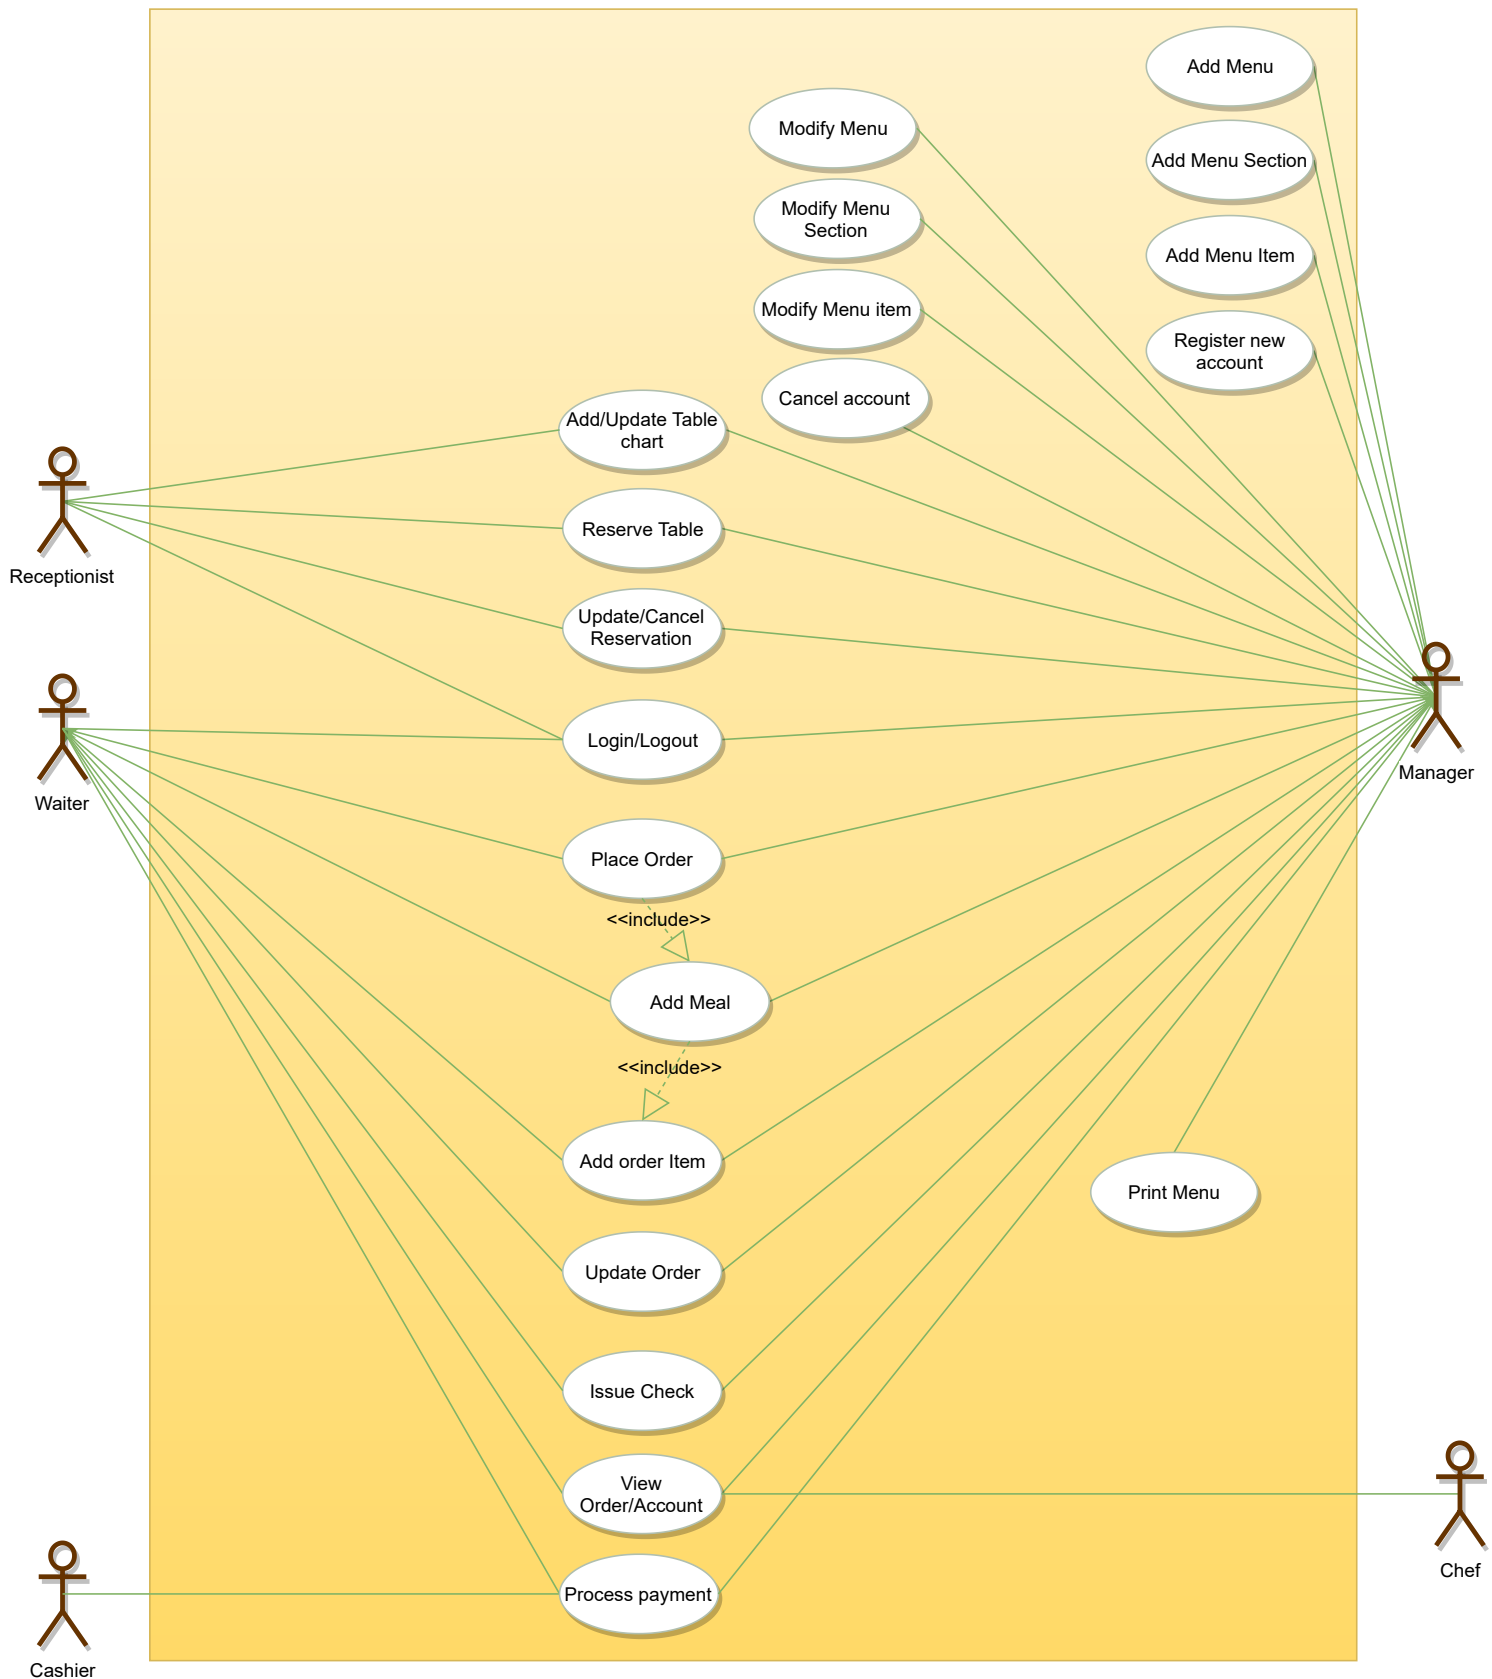 Add Menu
Modify Menu
Add Menu Section
Modify Menu
Section
Add Menu Item
Modify Menu item
Register new
account
Cancel account
Add/Update Table
chart
Reserve Table
Receptionist
Update/Cancel
Reservation
Login/Logout
Manager
Waiter
Place Order
<<include>>
Add Meal
<<include>>
Add order Item
Print Menu
Update Order
Issue Check
View
Order/Account
Chef
Process payment
Cashier